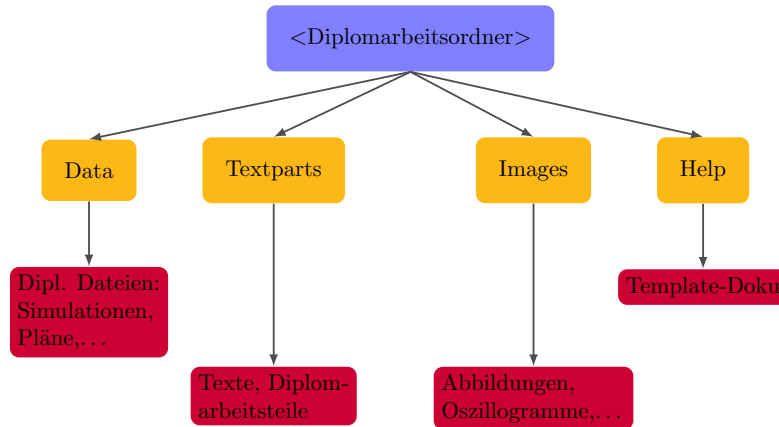 <Diplomarbeitsordner>
Data
Textparts
Images
Help
Dipl. Dateien:
Simulationen,
Pläne,...
Template-Doku
Texte, Diplom-
arbeitsteile
Abbildungen,
Oszillogramme,...